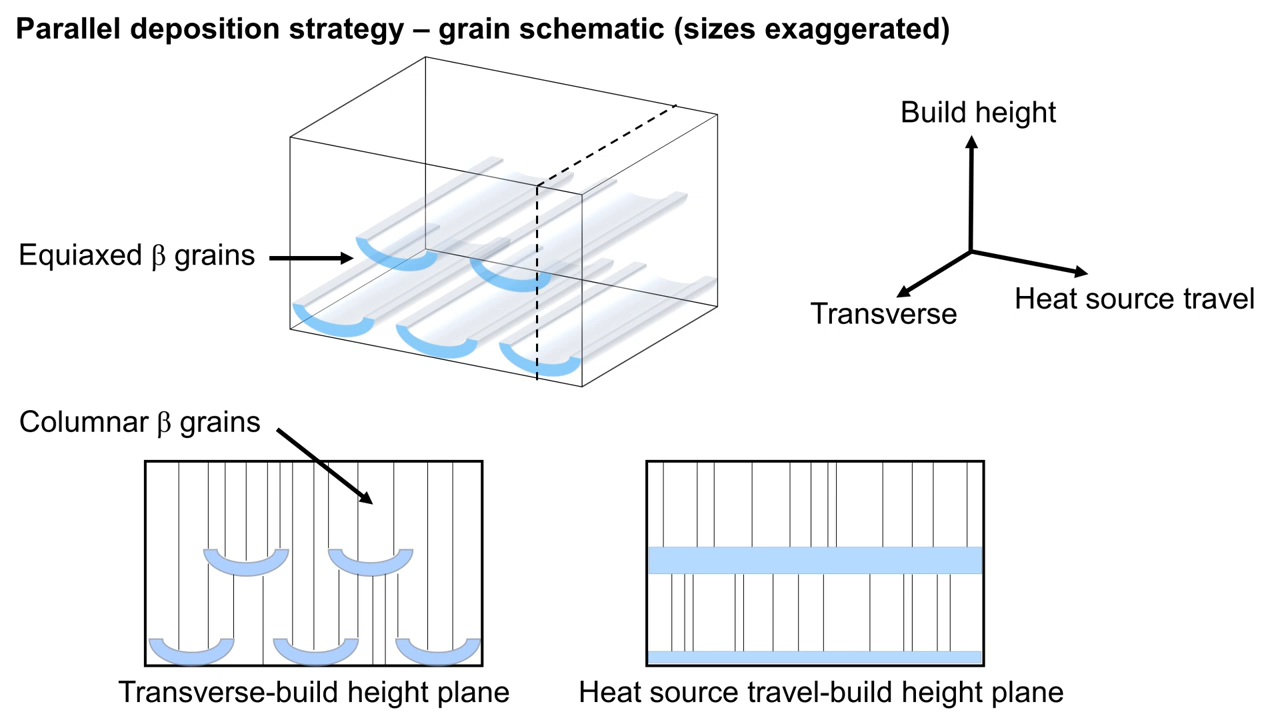 Parallel deposition strategy – grain schematic (sizes exaggerated)
Build height
Equiaxed β grains
Transverse
Heat source travel
Columnar β grains
Transverse-build height plane
Heat source travel-build height plane